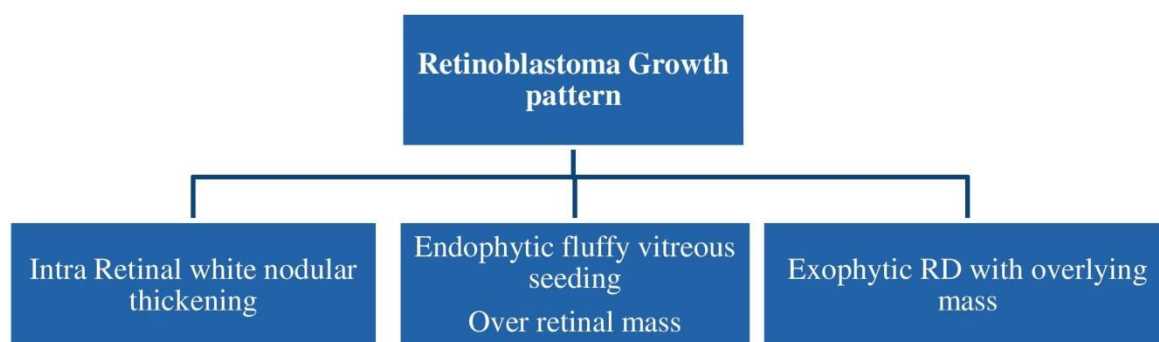 Retinoblastoma Growth
pattern
Intra Retinal white nodular
thickening
Endophytic fluffy vitreous
seeding
Over retinal mass
Exophytic RD with overlying
mass